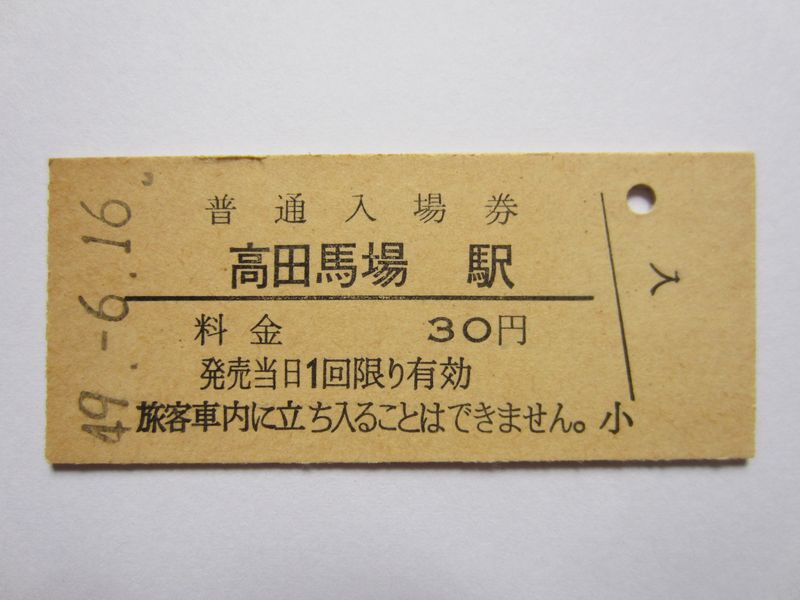 普通入場券
高田馬場 駅
料金 30円
発売当日1回限り有効
旅客車内に立ち入ることはできません。小
入
49.-6.16